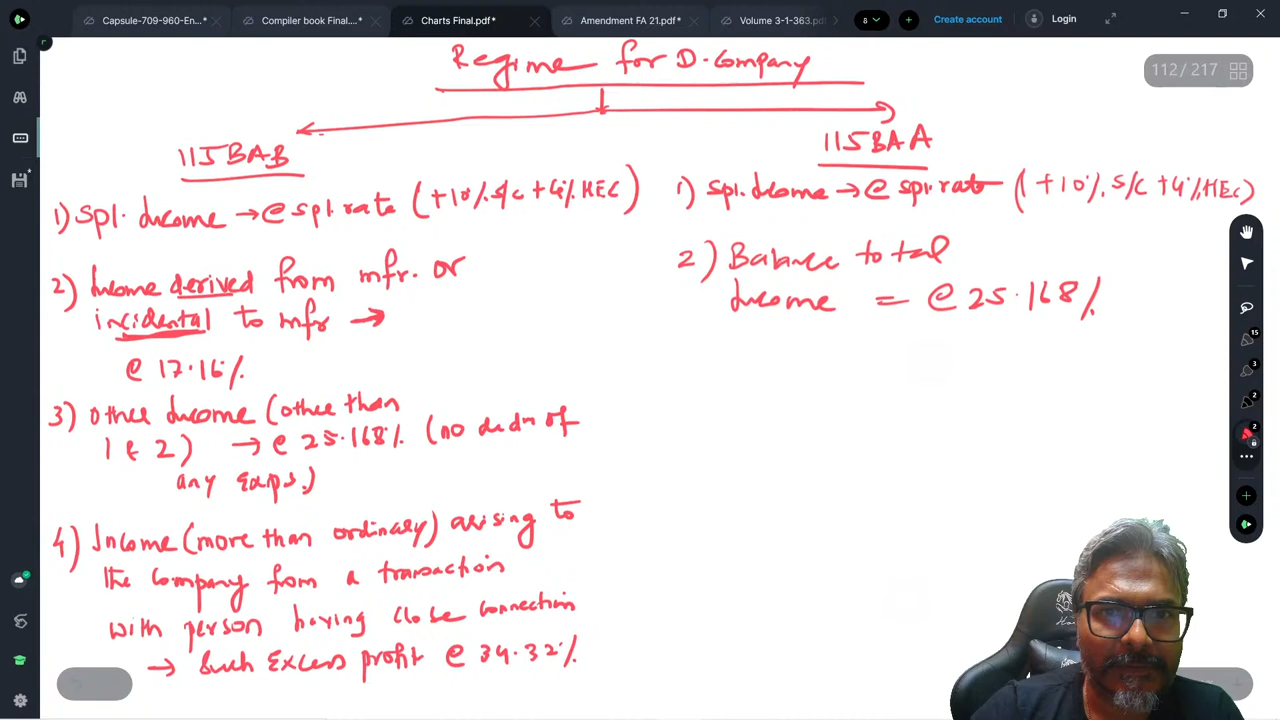 Capsule-709-960-En...*
Compiler book Final....*
Charts Final.pdf*
Amendment FA 21.pdf*
Volume 3-1-363.pd
8
Create account
Login
112 / 217
Regime for D. Company
115BAB
1) Spl. Income → @ spl. rate (+10% S/C +4% HEC)
2) Income derived from mfr. or
incidental to mfr →
@ 17.16%
3) Other Income (other than
1 & 2) → @ 25.168% (no dedn of
any exps.)
4) Income (more than ordinary) arising to
the Company from a transaction
with person having close connection
→ Such Excess profit @ 34.32%
115BAA
1) Spl. Income → @ spl. rate (+10% S/C +4% HEC)
2) Balance total
Income = @ 25.168%
15
3
2
2